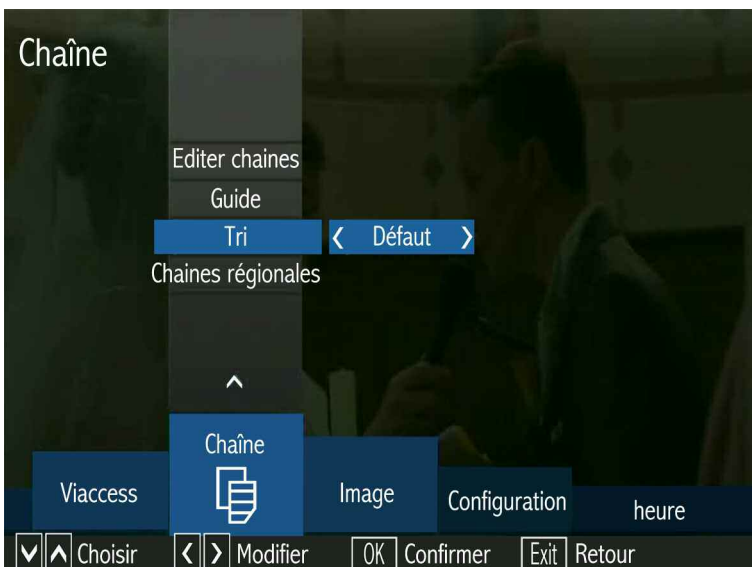 Chaîne
Editer chaines
Guide
Tri
Défaut
Chaines régionales
Chaîne
Viaccess
Image
Configuration
heure
Choisir
Modifier
OK Confirmer
Exit Retour